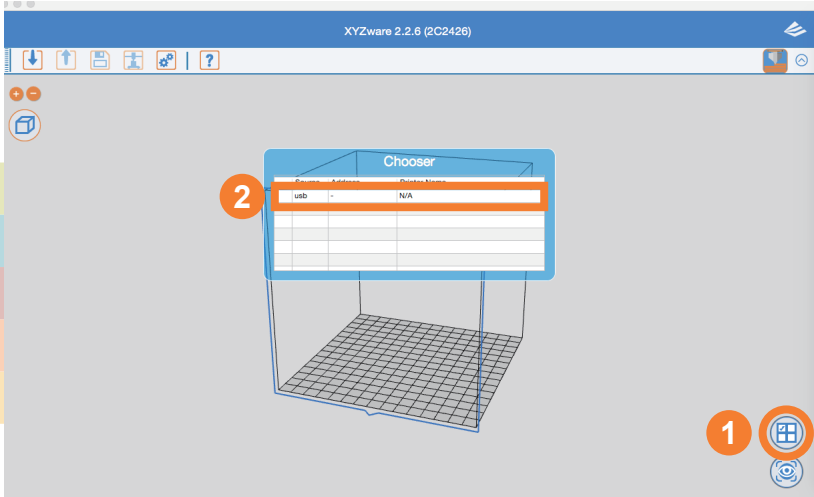 XYZware 2.2.6 (2C2426)
?
Chooser
Source Address Printer Name
2
usb - N/A
1